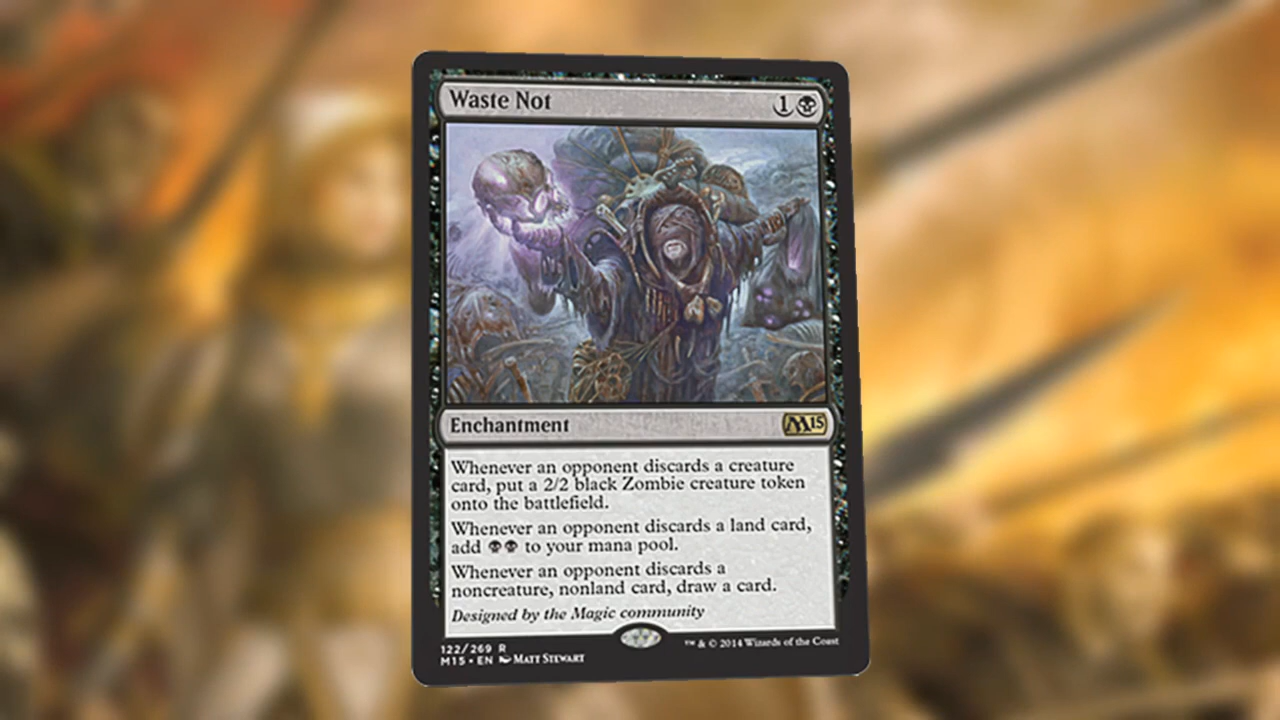 Waste Not 1
Enchantment M15
Whenever an opponent discards a creature
card, put a 2/2 black Zombie creature token
onto the battlefield.
Whenever an opponent discards a land card,
add to your mana pool.
Whenever an opponent discards a
noncreature, nonland card, draw a card.
Designed by the Magic community
122/269 R ™ & © 2014 Wizards of the Coast
M15 • EN Matt Stewart